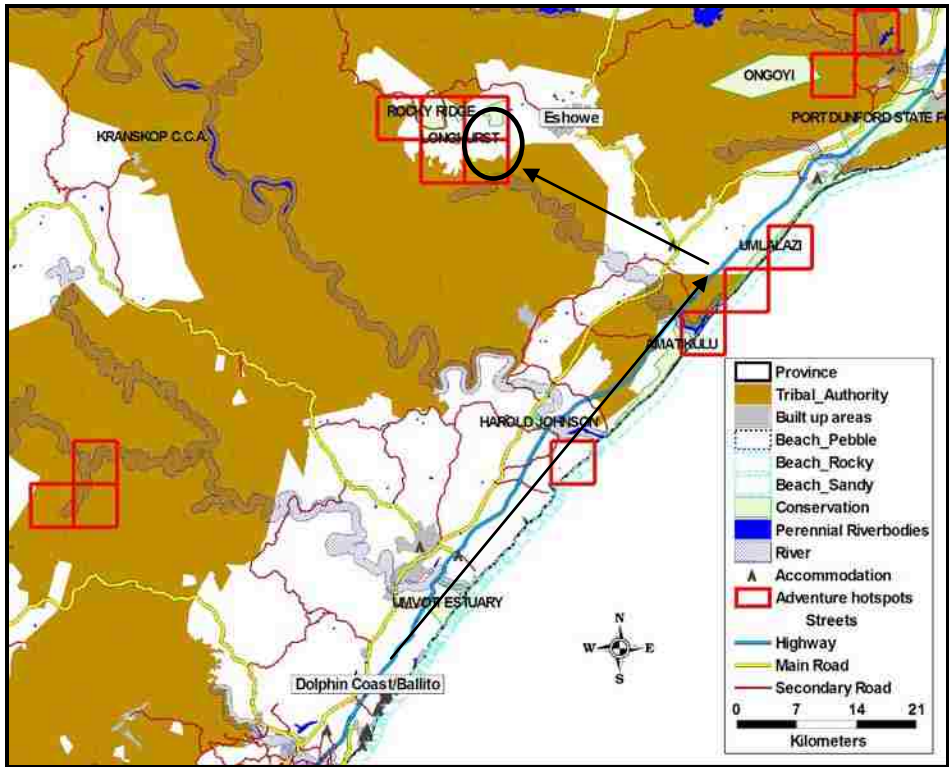 ONGOYI
ROCKY RIDGE
Eshowe
PORT DUNFORD STATE FO
KRANSKOP C.C.A.
LONGHURST
UMLALAZI
AMATIKULU
HAROLD JOHNSON
UMVOTI ESTUARY
Dolphin Coast/Ballito
N
W E
S
Province
Tribal_Authority
Built up areas
Beach_Pebble
Beach_Rocky
Beach_Sandy
Conservation
Perennial Riverbodies
River
Accommodation
Adventure hotspots
Streets
Highway
Main Road
Secondary Road
0 7 14 21
Kilometers